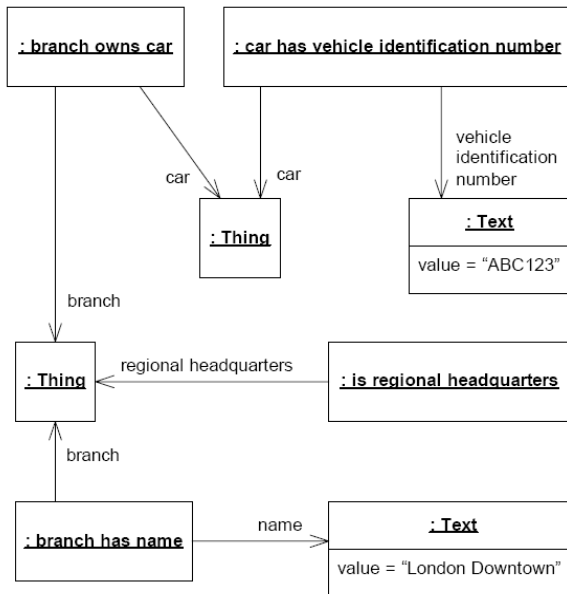 : branch owns car
: car has vehicle identification number
vehicle
identification
number
car
car
: Thing
: Text
value = “ABC123”
branch
: Thing
regional headquarters
: is regional headquarters
branch
: branch has name
name
: Text
value = “London Downtown”